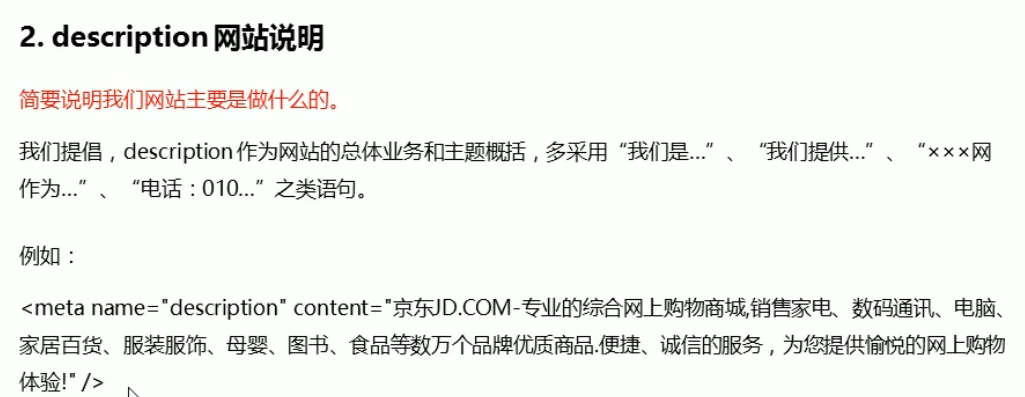 2. description 网站说明
简要说明我们网站主要是做什么的。
我们提倡，description 作为网站的总体业务和主题概括，多采用“我们是…”、“我们提供…”、“×××网
作为…”、“电话：010…”之类语句。
例如：
<meta name="description" content="京东JD.COM-专业的综合网上购物商城,销售家电、数码通讯、电脑、
家居百货、服装服饰、母婴、图书、食品等数万个品牌优质商品.便捷、诚信的服务，为您提供愉悦的网上购物
体验!" />